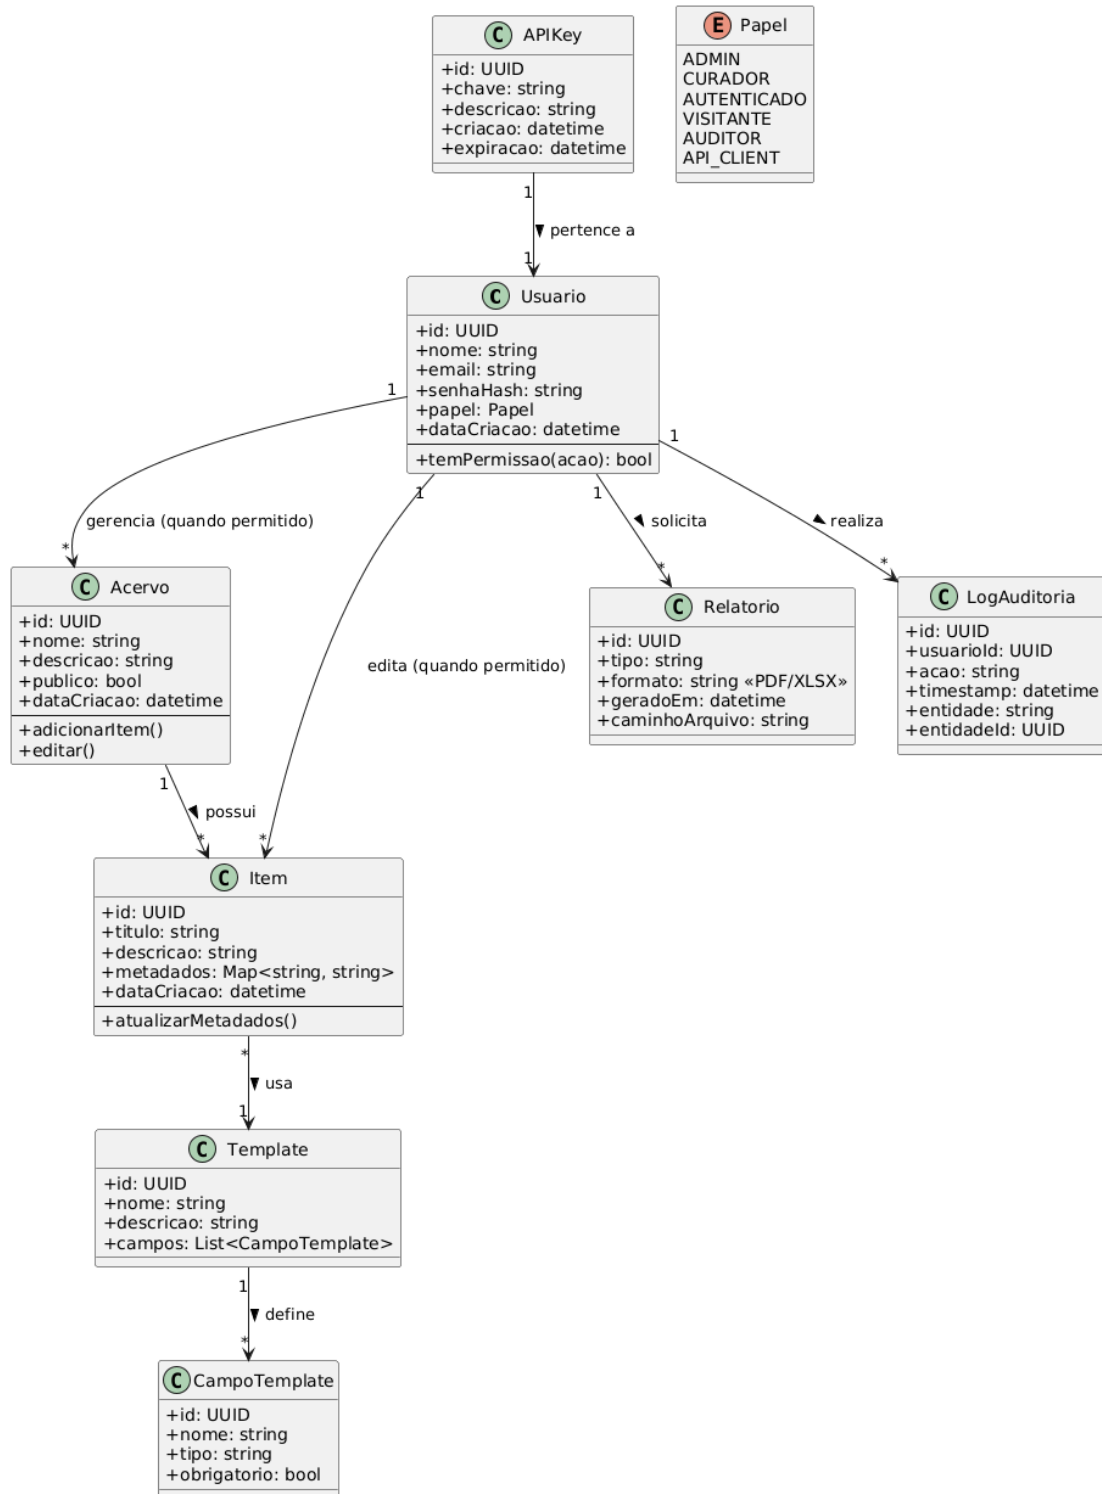 C APIKey
+id: UUID
+chave: string
+descricao: string
+criacao: datetime
+expiracao: datetime
E Papel
ADMIN
CURADOR
AUTENTICADO
VISITANTE
AUDITOR
API_CLIENT
1
pertence a
1
C Usuario
+id: UUID
+nome: string
+email: string
+senhaHash: string
+papel: Papel
+dataCriacao: datetime
+temPermissao(acao): bool
1
1
1
1
gerencia (quando permitido)
*
edita (quando permitido)
*
solicita
*
realiza
*
C Acervo
+id: UUID
+nome: string
+descricao: string
+publico: bool
+dataCriacao: datetime
+adicionarItem()
+editar()
C Relatorio
+id: UUID
+tipo: string
+formato: string «PDF/XLSX»
+geradoEm: datetime
+caminhoArquivo: string
C LogAuditoria
+id: UUID
+usuarioId: UUID
+acao: string
+timestamp: datetime
+entidade: string
+entidadeId: UUID
1
possui
*
C Item
+id: UUID
+titulo: string
+descricao: string
+metadados: Map<string, string>
+dataCriacao: datetime
+atualizarMetadados()
*
usa
1
C Template
+id: UUID
+nome: string
+descricao: string
+campos: List<CampoTemplate>
1
define
*
C CampoTemplate
+id: UUID
+nome: string
+tipo: string
+obrigatorio: bool